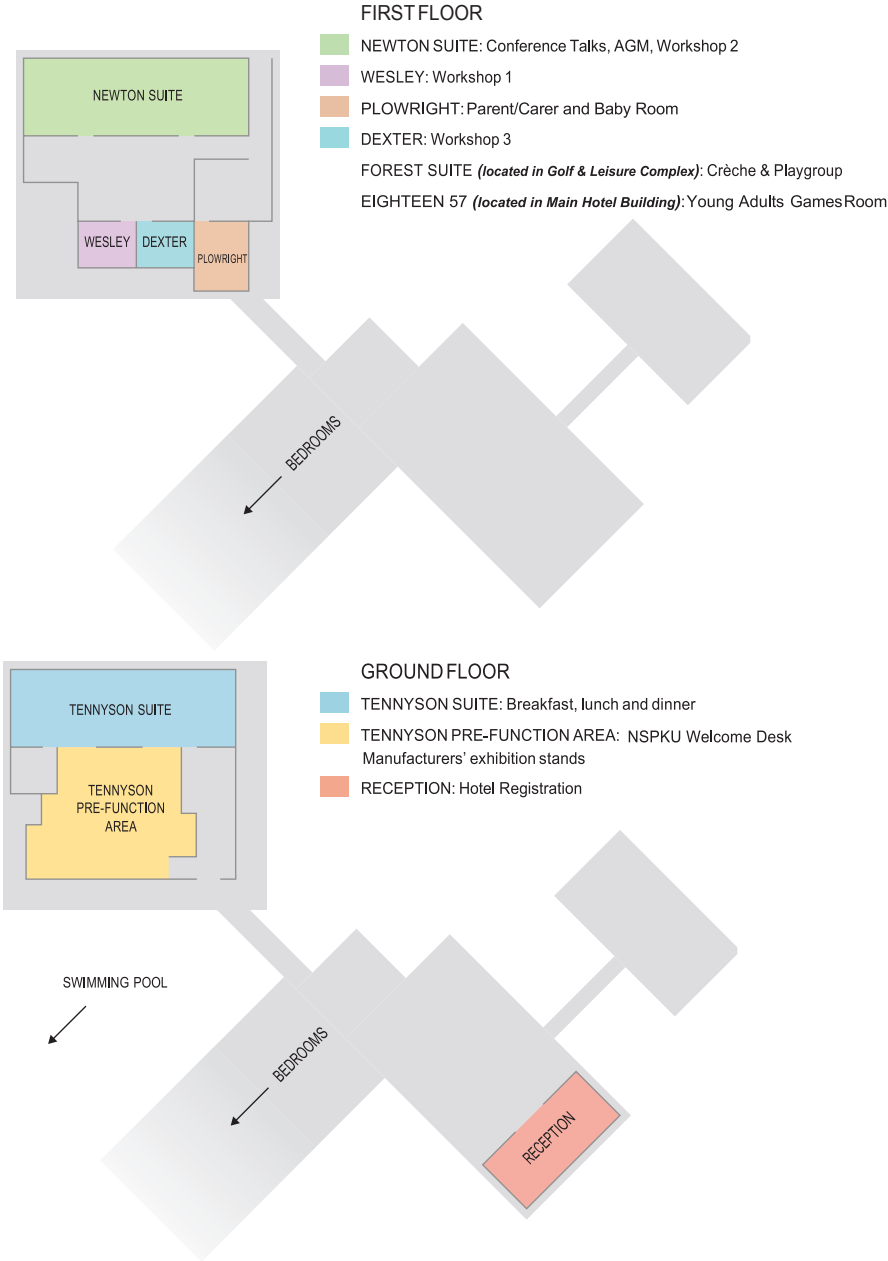 FIRST FLOOR
NEWTON SUITE: Conference Talks, AGM, Workshop 2
WESLEY: Workshop 1
PLOWRIGHT: Parent/Carer and Baby Room
DEXTER: Workshop 3
FOREST SUITE (located in Golf & Leisure Complex): Crèche & Playgroup
EIGHTEEN 57 (located in Main Hotel Building): Young Adults Games Room
NEWTON SUITE
WESLEY
DEXTER
PLOWRIGHT
BEDROOMS
GROUND FLOOR
TENNYSON SUITE: Breakfast, lunch and dinner
TENNYSON PRE-FUNCTION AREA: NSPKU Welcome Desk
Manufacturers' exhibition stands
RECEPTION: Hotel Registration
TENNYSON SUITE
TENNYSON
PRE-FUNCTION
AREA
SWIMMING POOL
BEDROOMS
RECEPTION